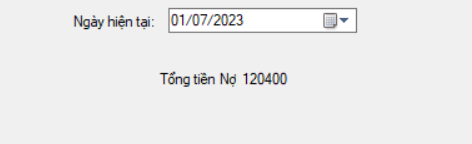 Ngày hiện tại: 01/07/2023
Tổng tiền Nợ 120400